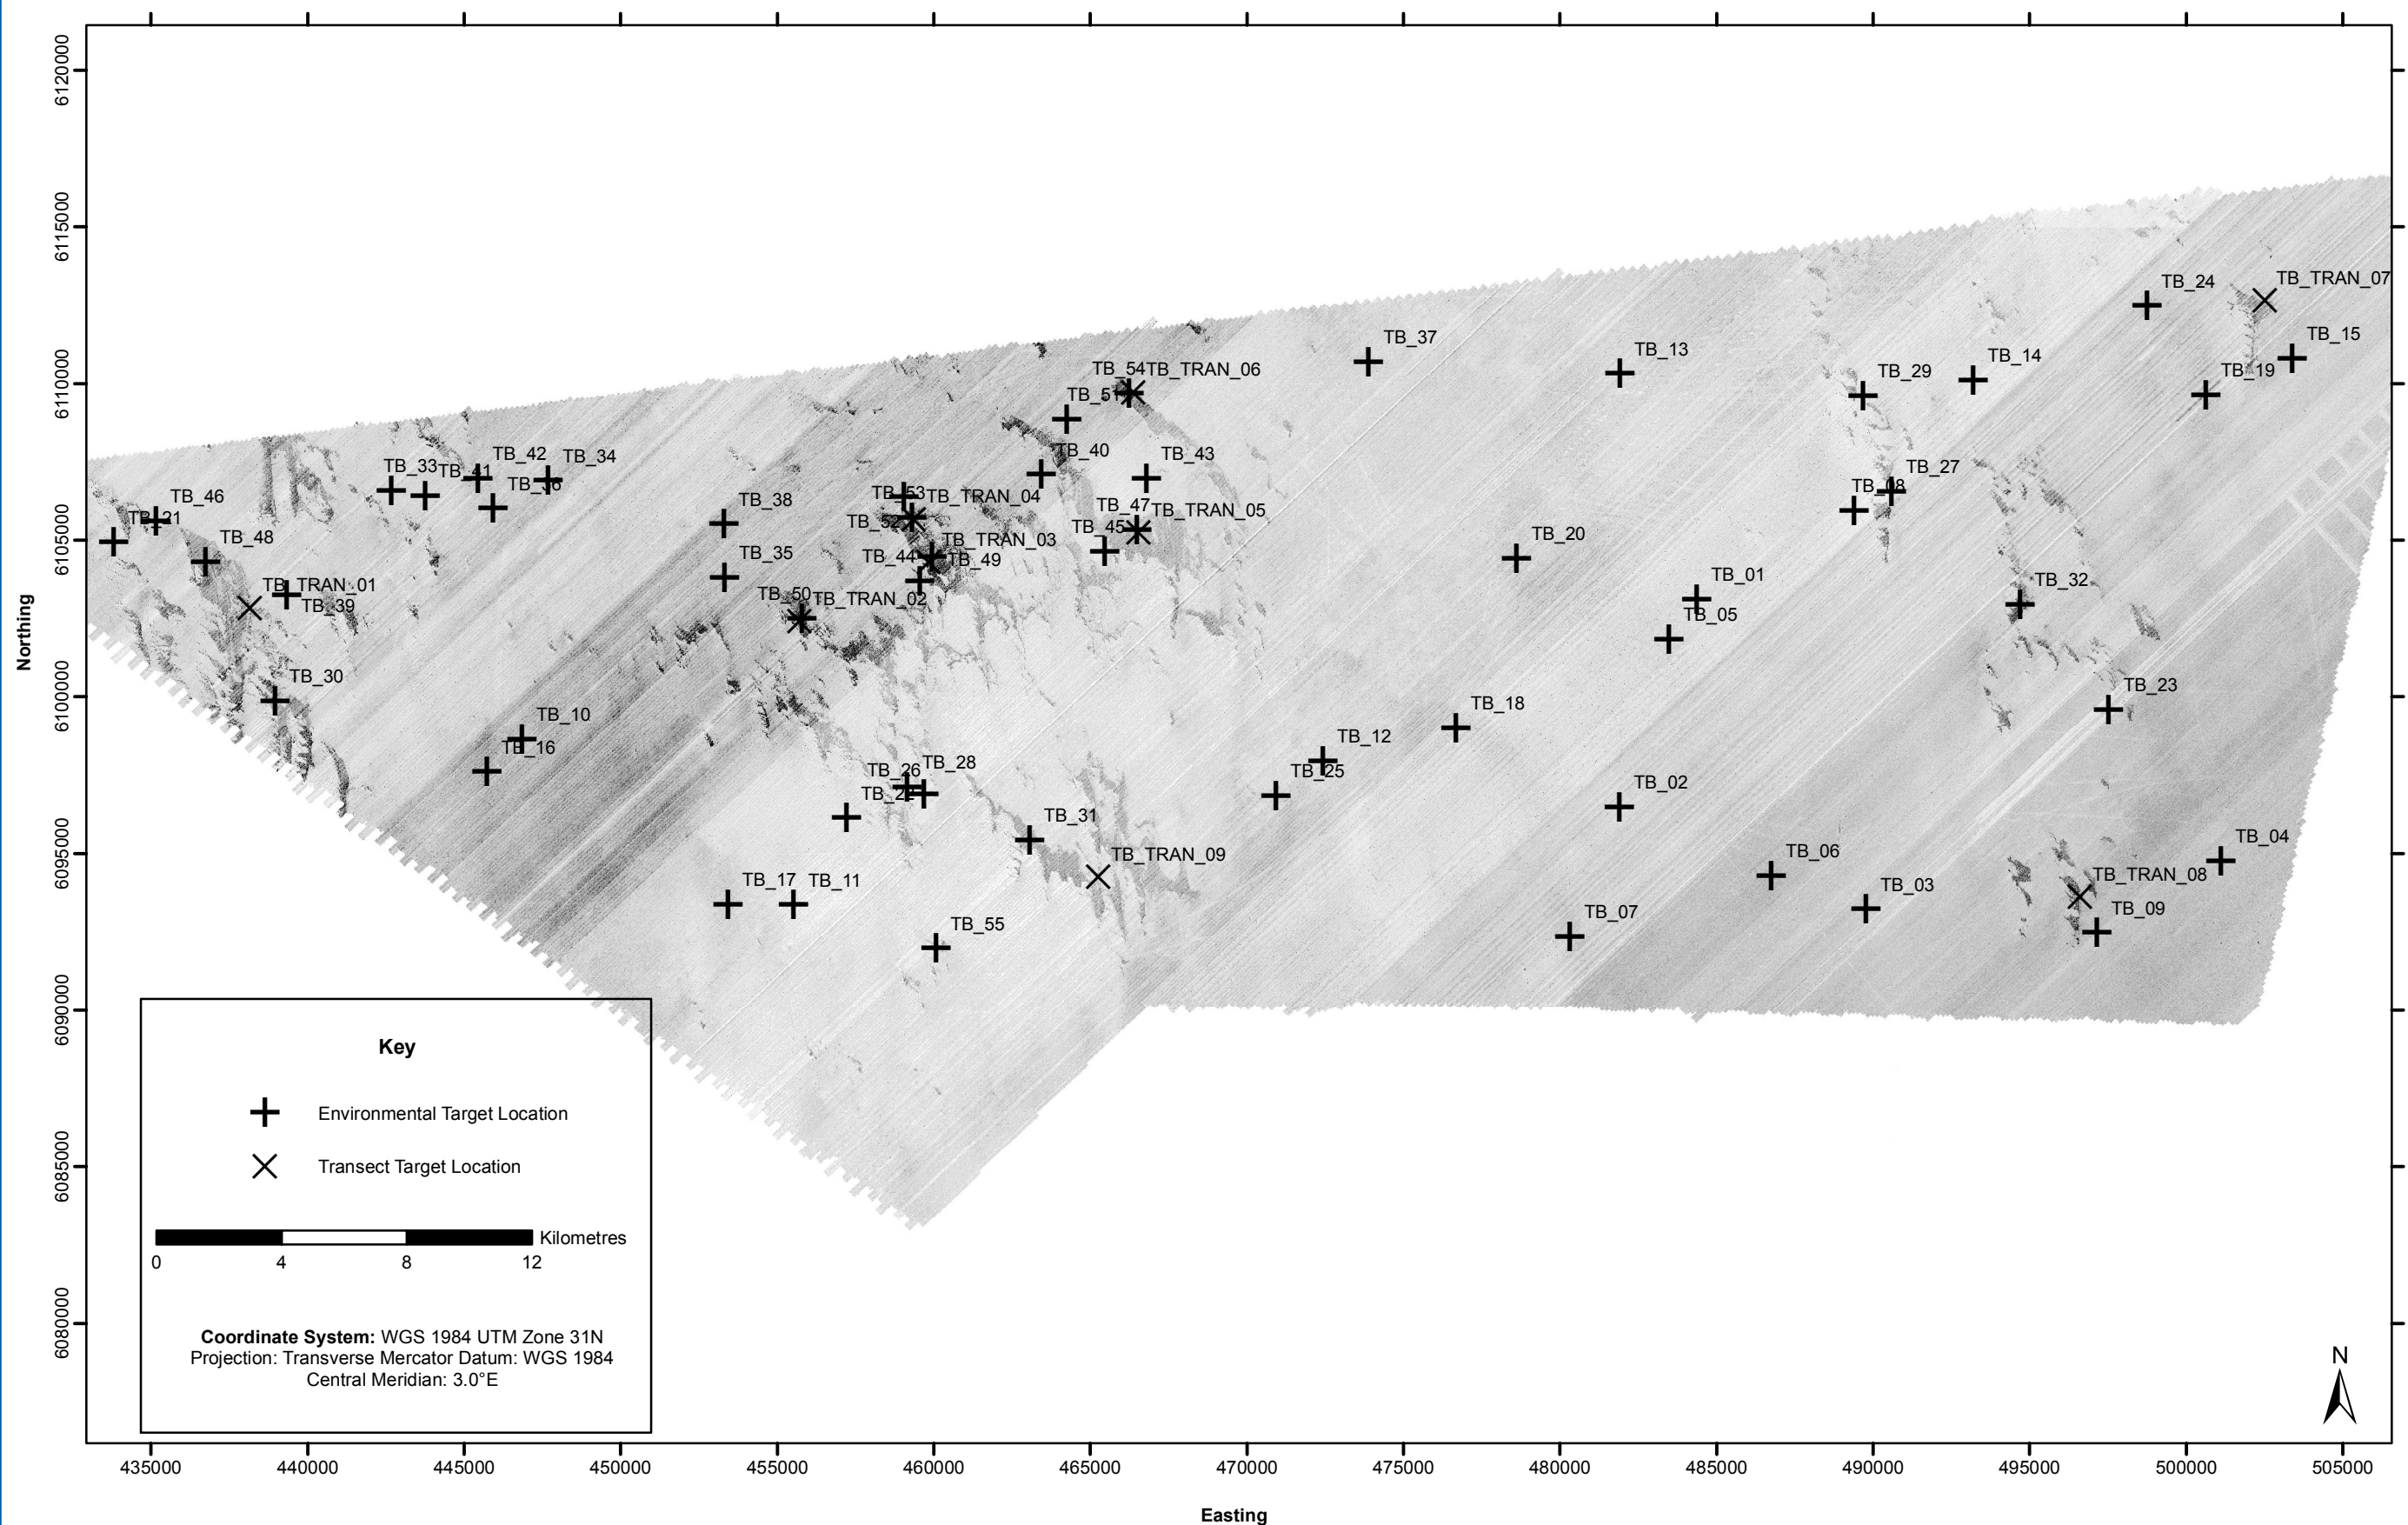 6120000
6115000
6110000
6105000
6100000
6095000
6090000
6085000
6080000
Northing
TB_24
TB_TRAN_07
TB_15
TB_37
TB_13
TB_14
TB_29
TB_19
TB_54
TB_TRAN_06
TB_51
TB_40
TB_43
TB_42
TB_34
TB_33
TB_41
TB_36
TB_46
TB_21
TB_48
TB_38
TB_53
TB_TRAN_04
TB_52
TB_47
TB_TRAN_05
TB_45
TB_27
TB_08
TB_20
TB_TRAN_03
TB_44
TB_49
TB_35
TB_TRAN_01
TB_39
TB_50
TB_TRAN_02
TB_01
TB_05
TB_32
TB_30
TB_23
TB_10
TB_16
TB_18
TB_12
TB_25
TB_28
TB_26
TB_02
TB_31
TB_TRAN_09
TB_06
TB_04
TB_TRAN_08
TB_03
TB_09
TB_17
TB_11
TB_07
TB_55
Key
Environmental Target Location
Transect Target Location
Kilometres
0 4 8 12
Coordinate System: WGS 1984 UTM Zone 31N
Projection: Transverse Mercator Datum: WGS 1984
Central Meridian: 3.0°E
N
435000 440000 445000 450000 455000 460000 465000 470000 475000 480000 485000 490000 495000 500000 505000
Easting